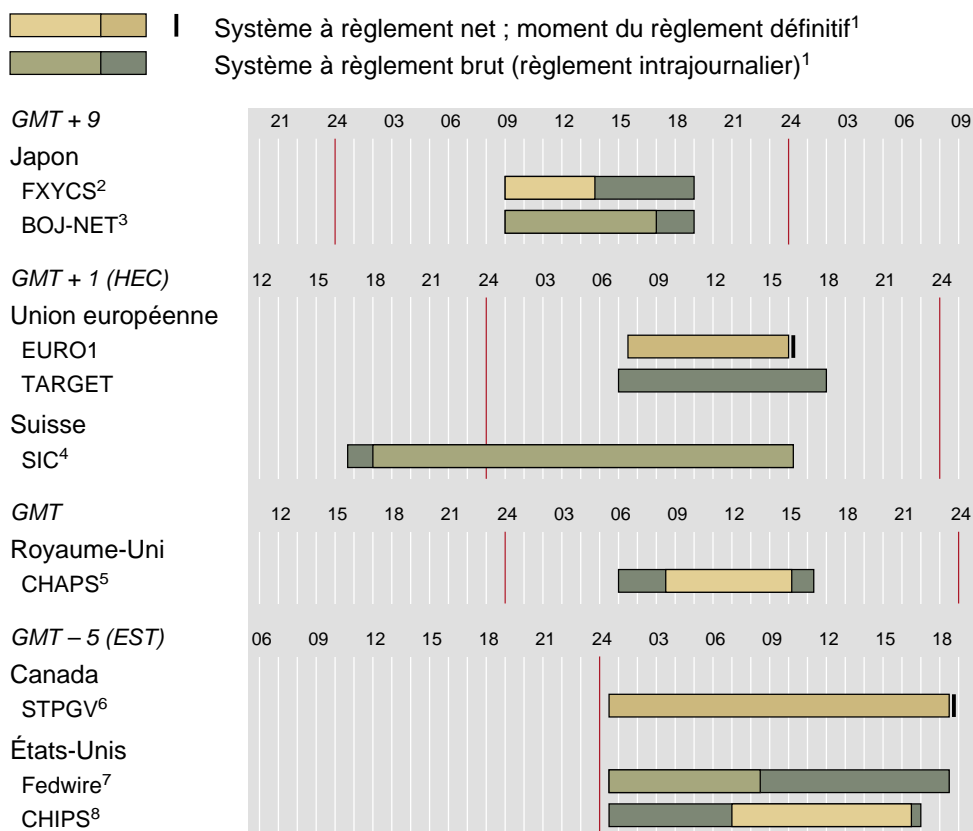 Système à règlement net ; moment du règlement définitif1
Système à règlement brut (règlement intrajournalier)1
GMT + 9 21 24 03 06 09 12 15 18 21 24 03 06 09
Japon
FXYCS2
BOJ-NET3
GMT + 1 (HEC) 12 15 18 21 24 03 06 09 12 15 18 21 24
Union européenne
EURO1
TARGET
Suisse
SIC4
GMT 12 15 18 21 24 03 06 09 12 15 18 21 24
Royaume-Uni
CHAPS5
GMT – 5 (EST) 06 09 12 15 18 21 24 03 06 09 12 15 18
Canada
STPGV6
États-Unis
Fedwire7
CHIPS8